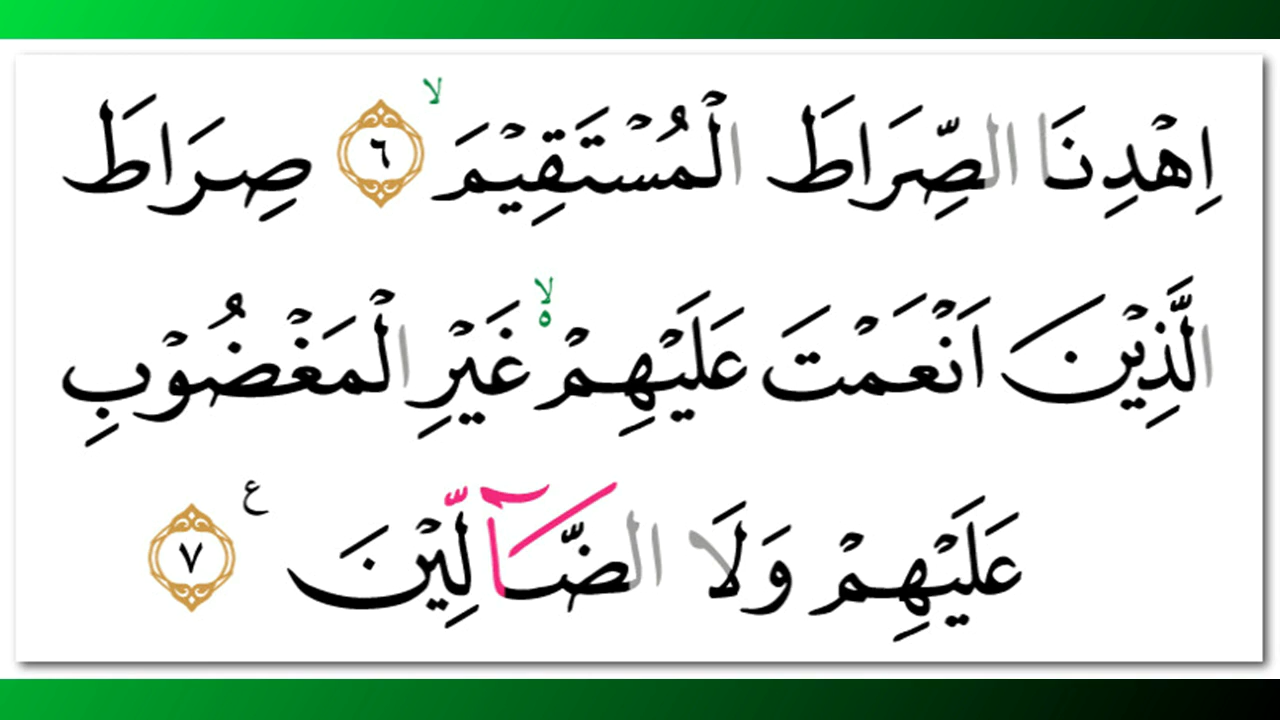 اِهْدِنَا الصِّرَاطَ الْمُسْتَقِيْمَ ۙ ٦ صِرَاطَ
الَّذِيْنَ اَنْعَمْتَ عَلَيْهِمْ ەۙ غَيْرِ الْمَغْضُوْبِ
عَلَيْهِمْ وَلَا الضَّآلِّيْنَ ࣖ ٧